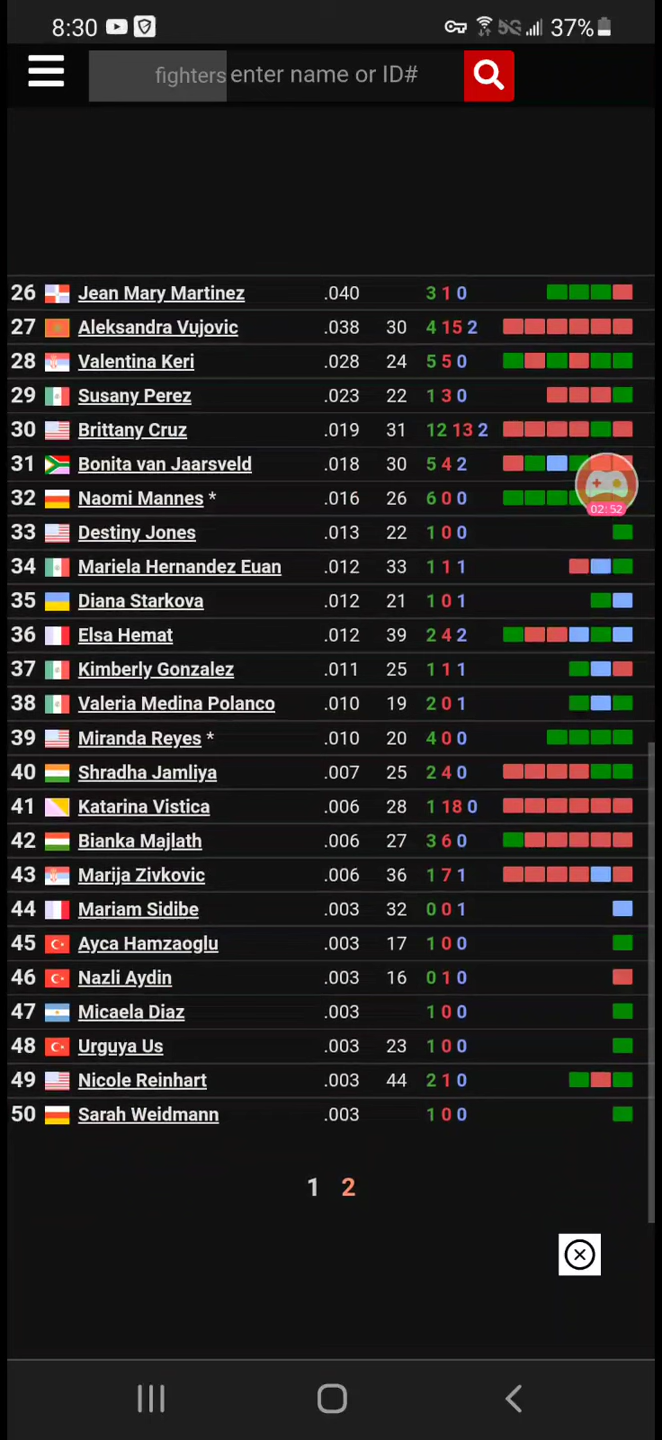 8:30 5G 37%
fighters enter name or ID#
26 Jean Mary Martinez .040 3 1 0
27 Aleksandra Vujovic .038 30 4 15 2
28 Valentina Keri .028 24 5 5 0
29 Susany Perez .023 22 1 3 0
30 Brittany Cruz .019 31 12 13 2
31 Bonita van Jaarsveld .018 30 5 4 2
32 Naomi Mannes * .016 26 6 0 0
02:52
33 Destiny Jones .013 22 1 0 0
34 Mariela Hernandez Euan .012 33 1 1 1
35 Diana Starkova .012 21 1 0 1
36 Elsa Hemat .012 39 2 4 2
37 Kimberly Gonzalez .011 25 1 1 1
38 Valeria Medina Polanco .010 19 2 0 1
39 Miranda Reyes * .010 20 4 0 0
40 Shradha Jamliya .007 25 2 4 0
41 Katarina Vistica .006 28 1 18 0
42 Bianka Majlath .006 27 3 6 0
43 Marija Zivkovic .006 36 1 7 1
44 Mariam Sidibe .003 32 0 0 1
45 Ayca Hamzaoglu .003 17 1 0 0
46 Nazli Aydin .003 16 0 1 0
47 Micaela Diaz .003 1 0 0
48 Urguya Us .003 23 1 0 0
49 Nicole Reinhart .003 44 2 1 0
50 Sarah Weidmann .003 1 0 0
1 2